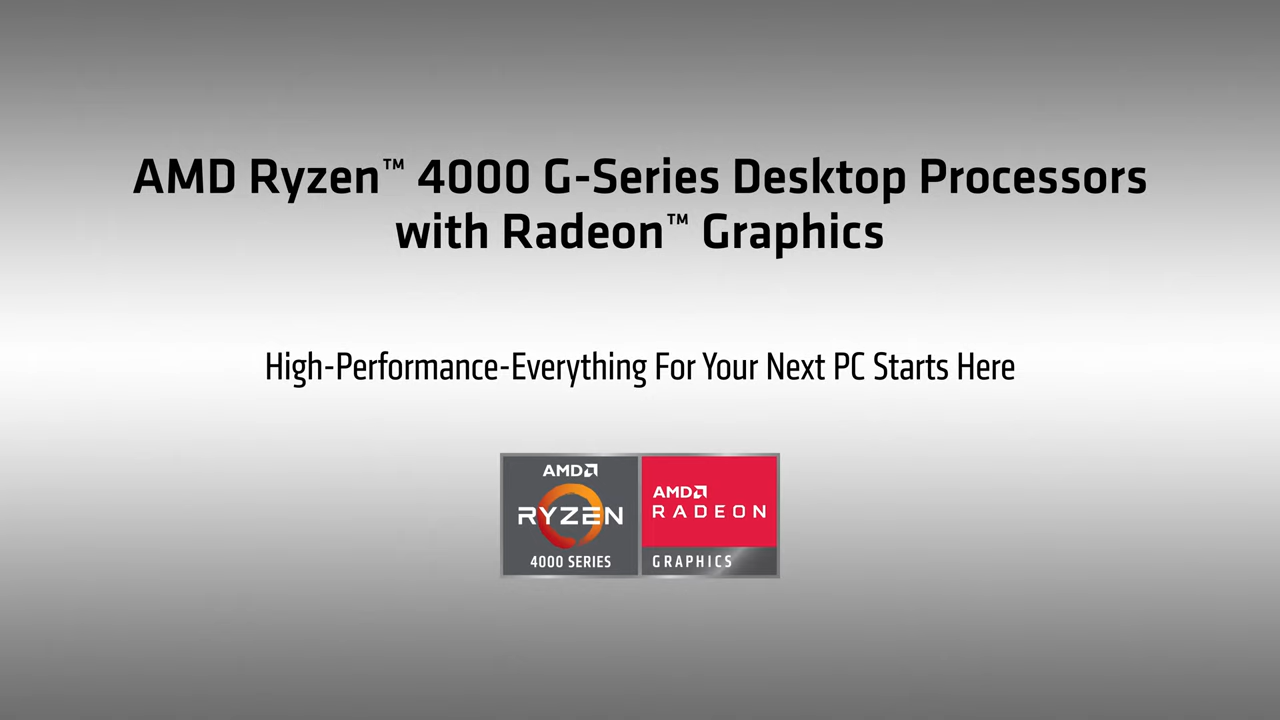 AMD Ryzen™ 4000 G-Series Desktop Processors
with Radeon™ Graphics
High-Performance-Everything For Your Next PC Starts Here
AMD
RYZEN
4000 SERIES
AMD
RADEON
GRAPHICS